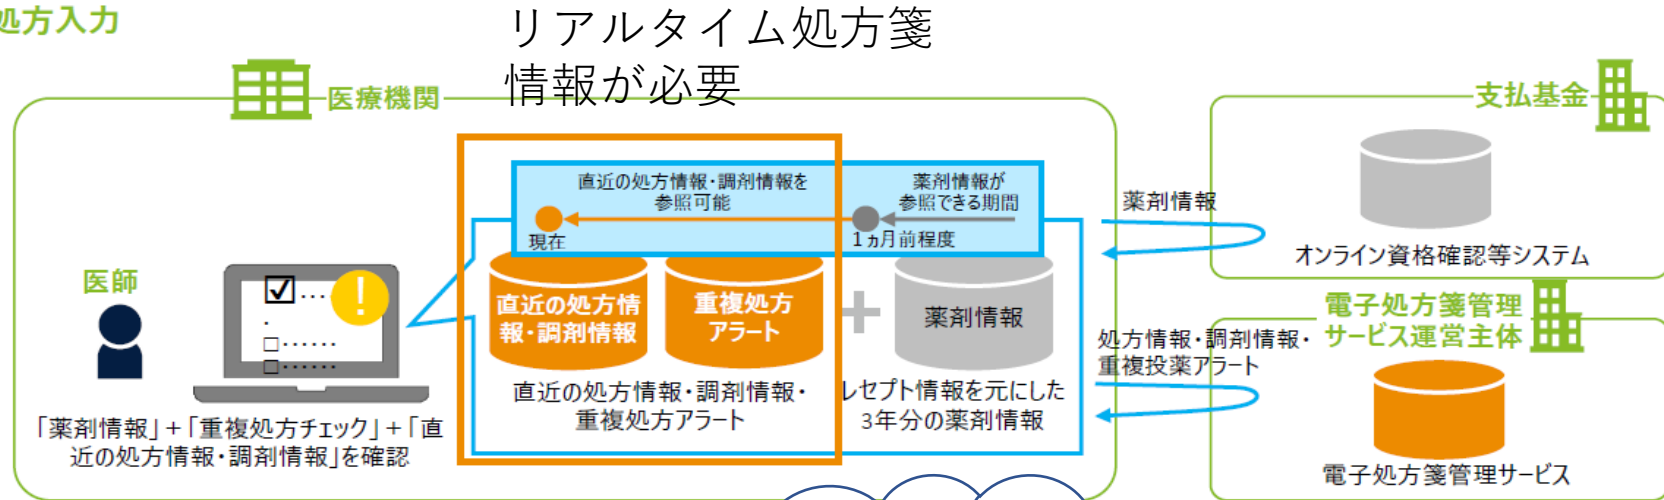 処方入力
リアルタイム処方箋
情報が必要
医療機関
支払基金
直近の処方情報・調剤情報を
参照可能
薬剤情報が
参照できる期間
現在
1ヵ月前程度
薬剤情報
オンライン資格確認等システム
医師
!
直近の処方情
報・調剤情報
重複処方
アラート
+
薬剤情報
電子処方箋管理
サービス運営主体
処方情報・調剤情報・
重複投薬アラート
直近の処方情報・調剤情報・
重複処方アラート
レセプト情報を元にした
3年分の薬剤情報
「薬剤情報」+「重複処方チェック」+「直
近の処方情報・調剤情報」を確認
電子処方箋管理サービス